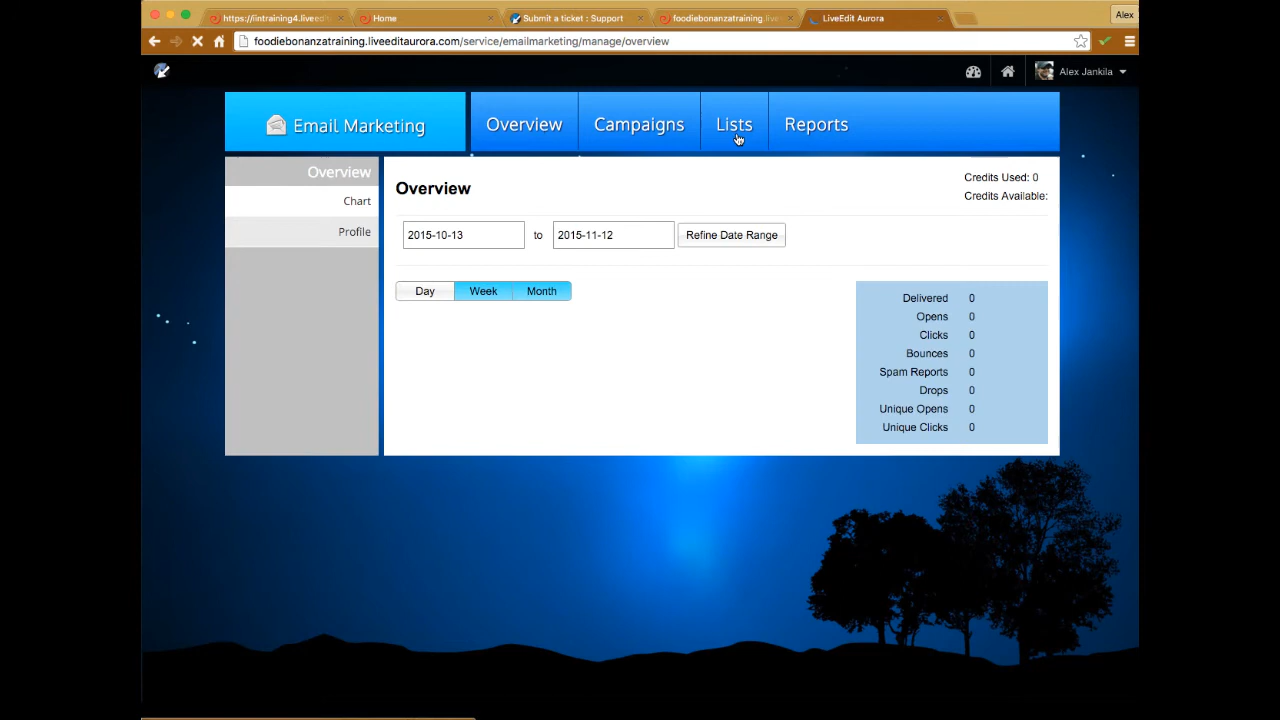 https://iintraining4.liveedit
Home
Submit a ticket : Support
foodiebonanzatraining.livee
LiveEdit Aurora
Alex
foodiebonanzatraining.liveeditaurora.com/service/emailmarketing/manage/overview
Alex Jankila
Email Marketing
Overview
Campaigns
Lists
Reports
Overview
Chart
Profile
Overview
Credits Used: 0
Credits Available:
2015-10-13 to 2015-11-12 Refine Date Range
Day Week Month
Delivered 0
Opens 0
Clicks 0
Bounces 0
Spam Reports 0
Drops 0
Unique Opens 0
Unique Clicks 0